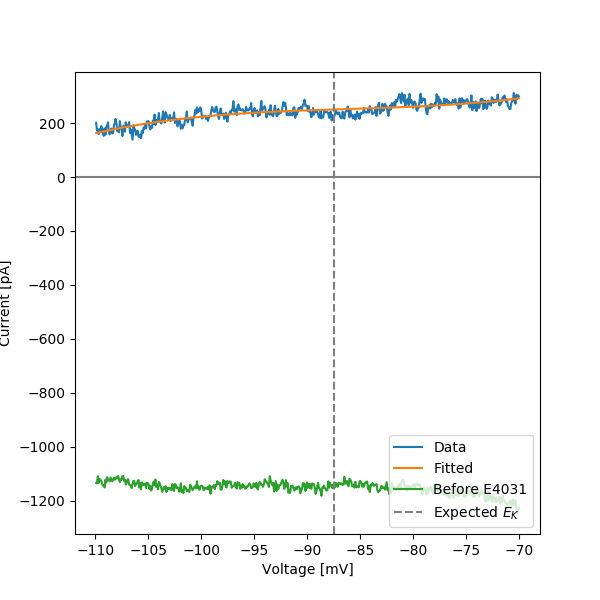 200
0
−200
−400
−600
−800
−1000
−1200
Current [pA]
−110
−105
−100
−95
−90
−85
−80
−75
−70
Voltage [mV]
Data
Fitted
Before E4031
Expected E_K